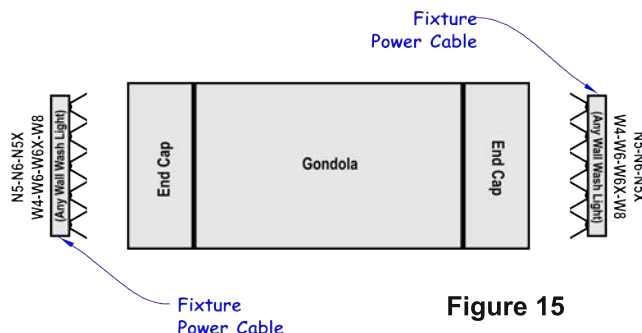 Fixture
Power Cable
N5-N6-N5X
W4-W6-W6X-W8
(Any Wall Wash Light)
End Cap
Gondola
End Cap
(Any Wall Wash Light)
W4-W6-W6X-W8
N5-N6-N5X
Fixture
Power Cable
Figure 15